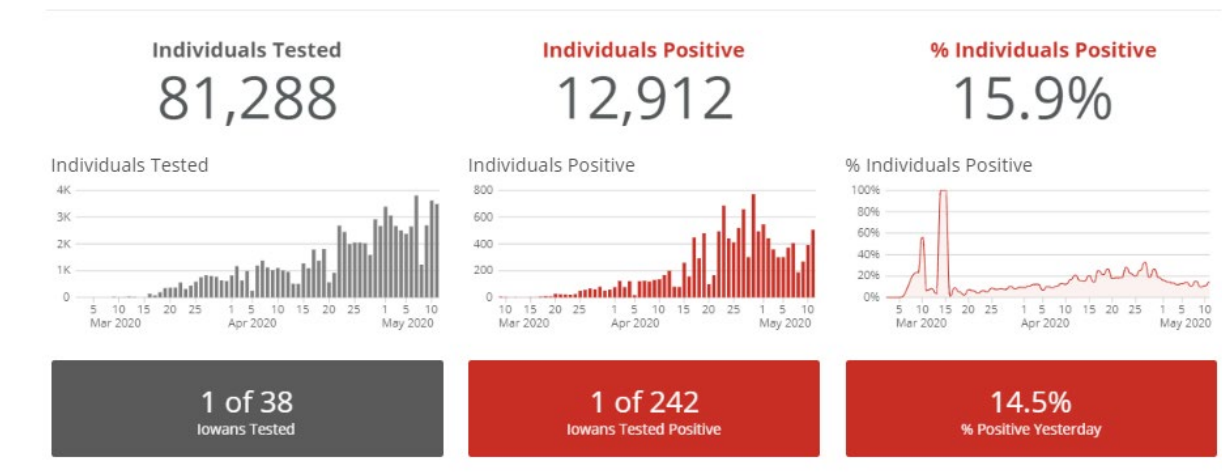 Individuals Tested
81,288
Individuals Positive
12,912
% Individuals Positive
15.9%
Individuals Tested
4K
3K
2K
1K
0
5 10 15 20 25 1 5 10 15 20 25 1 5 10
Mar 2020 Apr 2020 May 2020
Individuals Positive
800
600
400
200
0
10 15 20 25 1 5 10 15 20 25 1 5 10
Mar 2020 Apr 2020 May 2020
% Individuals Positive
100%
80%
60%
40%
20%
0%
5 10 15 20 25 1 5 10 15 20 25 1 5 10
Mar 2020 Apr 2020 May 2020
1 of 38
Iowans Tested
1 of 242
Iowans Tested Positive
14.5%
% Positive Yesterday